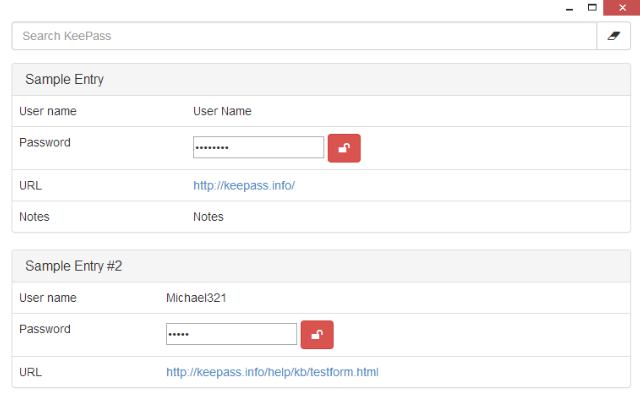 Search KeePass
Sample Entry
User name User Name
Password ••••••••
URL http://keepass.info/
Notes Notes
Sample Entry #2
User name Michael321
Password •••••
URL http://keepass.info/help/kb/testform.html